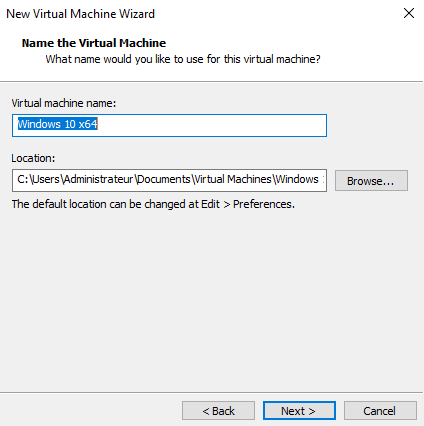 New Virtual Machine Wizard
Name the Virtual Machine
What name would you like to use for this virtual machine?
Virtual machine name:
Windows 10 x64
Location:
C:\Users\Administrateur\Documents\Virtual Machines\Windows
Browse...
The default location can be changed at Edit > Preferences.
< Back Next > Cancel